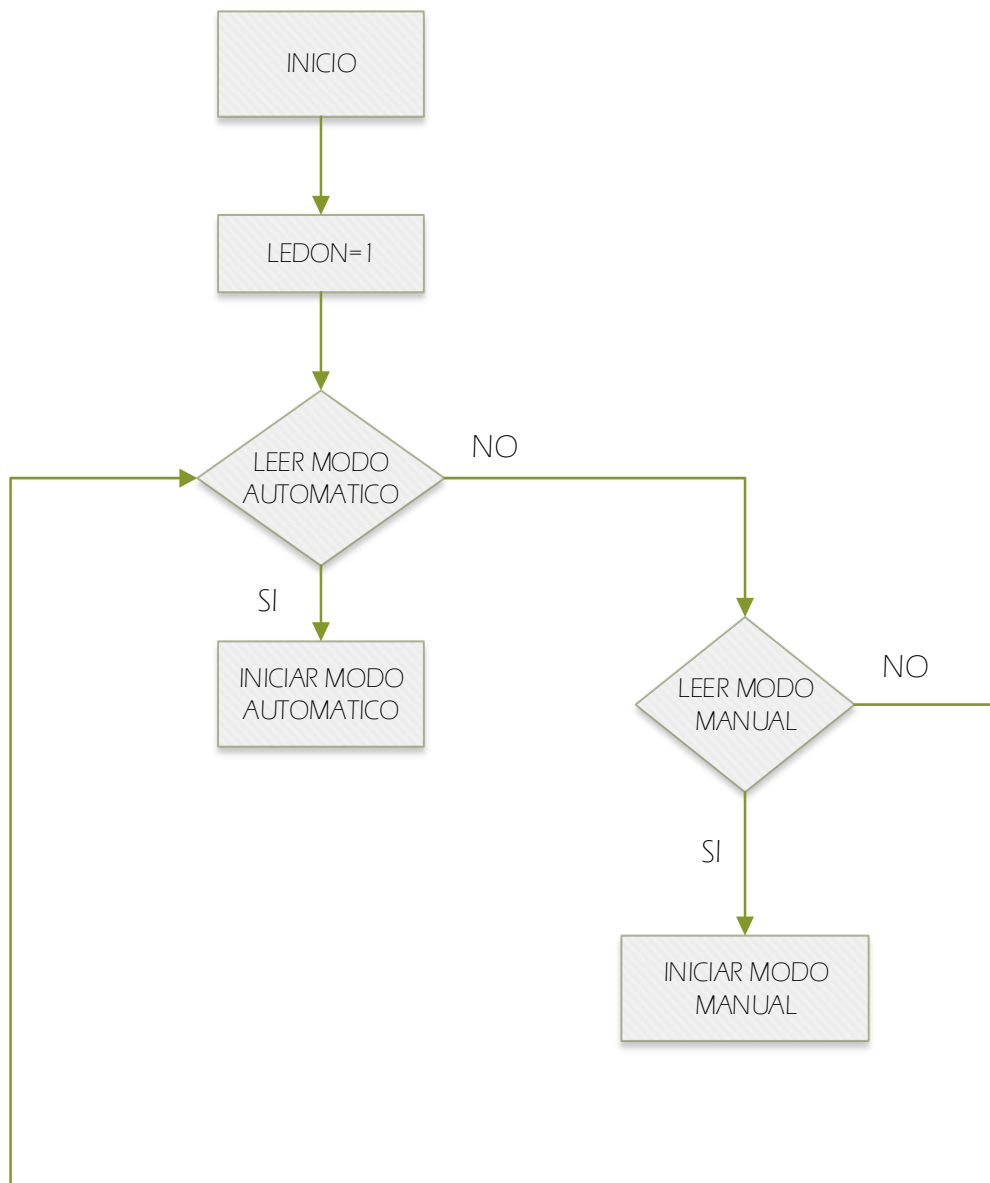 INICIO
LEDON=1
LEER MODO
AUTOMATICO
NO
SI
INICIAR MODO
AUTOMATICO
LEER MODO
MANUAL
NO
SI
INICIAR MODO
MANUAL